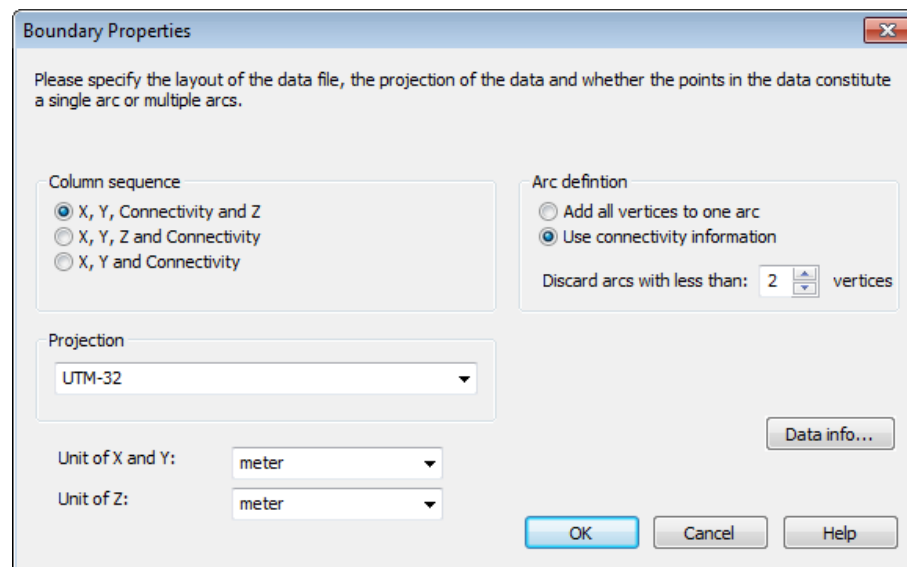 Boundary Properties
Please specify the layout of the data file, the projection of the data and whether the points in the data constitute
a single arc or multiple arcs.
Column sequence
X, Y, Connectivity and Z
X, Y, Z and Connectivity
X, Y and Connectivity
Arc defintion
Add all vertices to one arc
Use connectivity information
Discard arcs with less than: 2 vertices
Projection
UTM-32
Data info...
Unit of X and Y: meter
Unit of Z: meter
OK Cancel Help